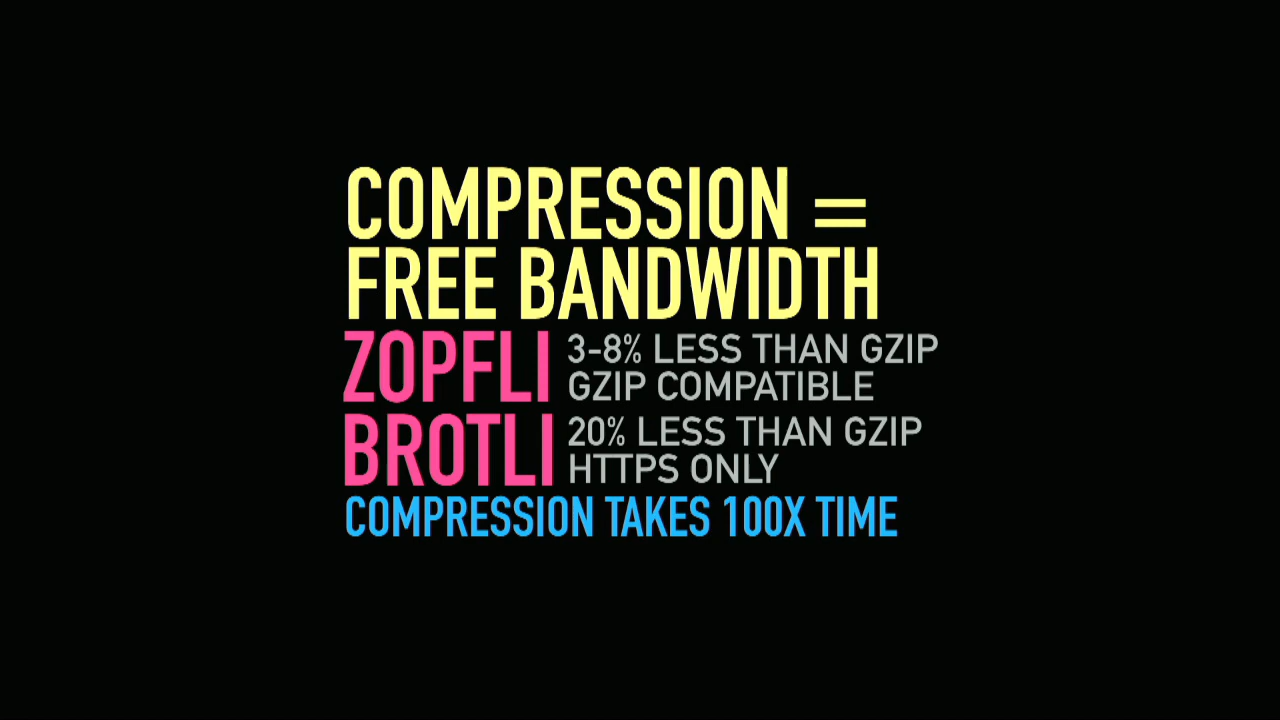 COMPRESSION =
FREE BANDWIDTH
ZOPFLI
3-8% LESS THAN GZIP
GZIP COMPATIBLE
BROTLI
20% LESS THAN GZIP
HTTPS ONLY
COMPRESSION TAKES 100X TIME